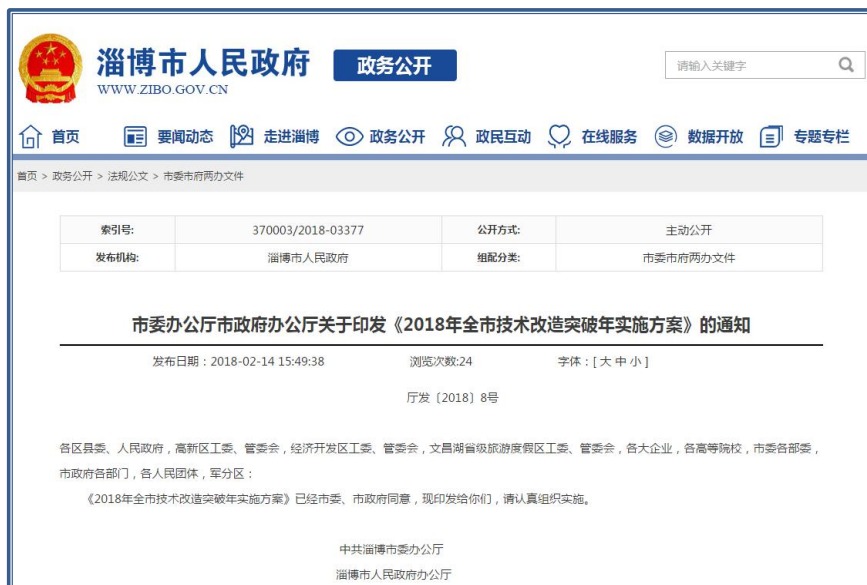 淄博市人民政府
WWW.ZIBO.GOV.CN
政务公开
请输入关键字
首页 要闻动态 走进淄博 政务公开 政民互动 在线服务 数据开放 专题专栏
首页 > 政务公开 > 法规公文 > 市委市府两办文件
索引号: 370003/2018-03377 公开方式: 主动公开
发布机构: 淄博市人民政府 组配分类: 市委市府两办文件
市委办公厅市政府办公厅关于印发《2018年全市技术改造突破年实施方案》的通知
发布日期：2018-02-14 15:49:38 浏览次数:24 字体：[ 大 中 小 ]
厅发〔2018〕8号
各区县委、人民政府，高新区工委、管委会，经济开发区工委、管委会，文昌湖省级旅游度假区工委、管委会，各大企业，各高等院校，市委各部委，
市政府各部门，各人民团体，军分区：
《2018年全市技术改造突破年实施方案》已经市委、市政府同意，现印发给你们，请认真组织实施。
中共淄博市委办公厅
淄博市人民政府办公厅